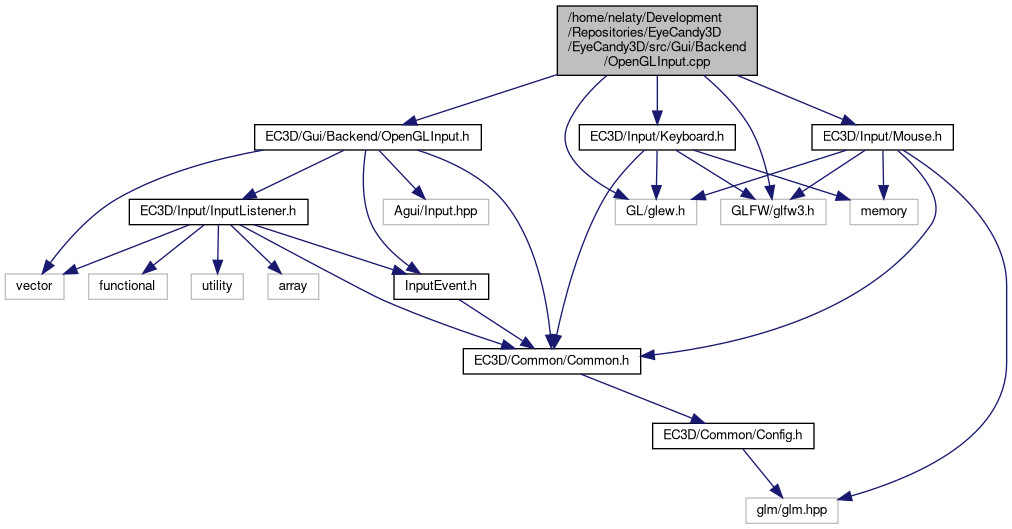 /home/nelaty/Development
/Repositories/EyeCandy3D
/EyeCandy3D/src/Gui/Backend
/OpenGLInput.cpp
EC3D/Gui/Backend/OpenGLInput.h
EC3D/Input/Keyboard.h
EC3D/Input/Mouse.h
EC3D/Input/InputListener.h
Agui/Input.hpp
GL/glew.h
GLFW/glfw3.h
memory
vector
functional
utility
array
InputEvent.h
EC3D/Common/Common.h
EC3D/Common/Config.h
glm/glm.hpp